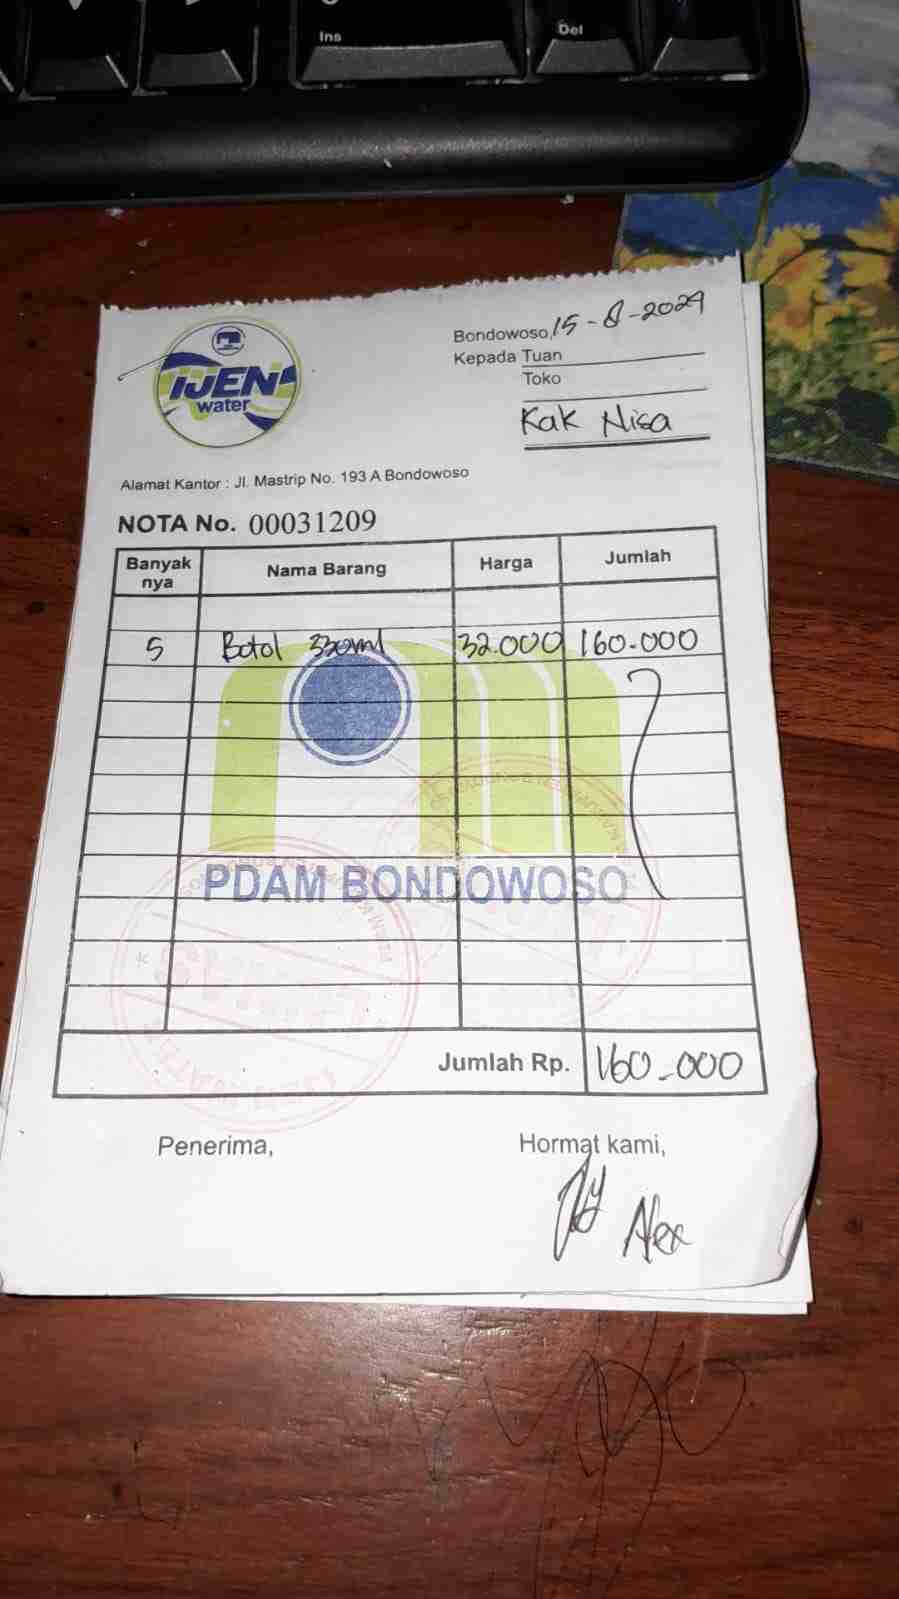 Ins
Del
Bondowoso, 15-8-2024
Kepada Tuan
Toko
Kak Nisa
IJEN
water
Alamat Kantor : Jl. Mastrip No. 193 A Bondowoso
NOTA No. 00031209
Banyak nya Nama Barang Harga Jumlah
5 Botol 330ml 32.000 160.000
PDAM BONDOWOSO
Jumlah Rp. 160.000
Penerima, Hormat kami,
Alex